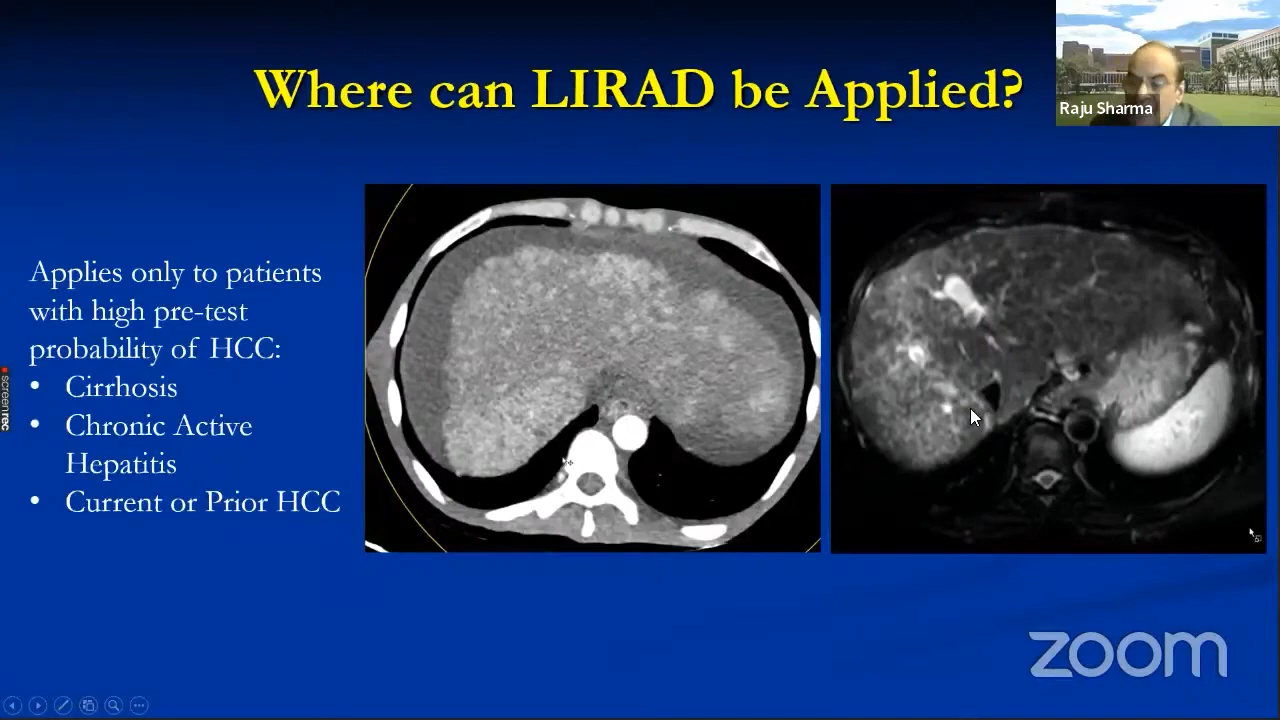 Where can LIRAD be Applied?
Raju Sharma
Applies only to patients
with high pre-test
probability of HCC:
• Cirrhosis
• Chronic Active
Hepatitis
• Current or Prior HCC
screenrec
zoom